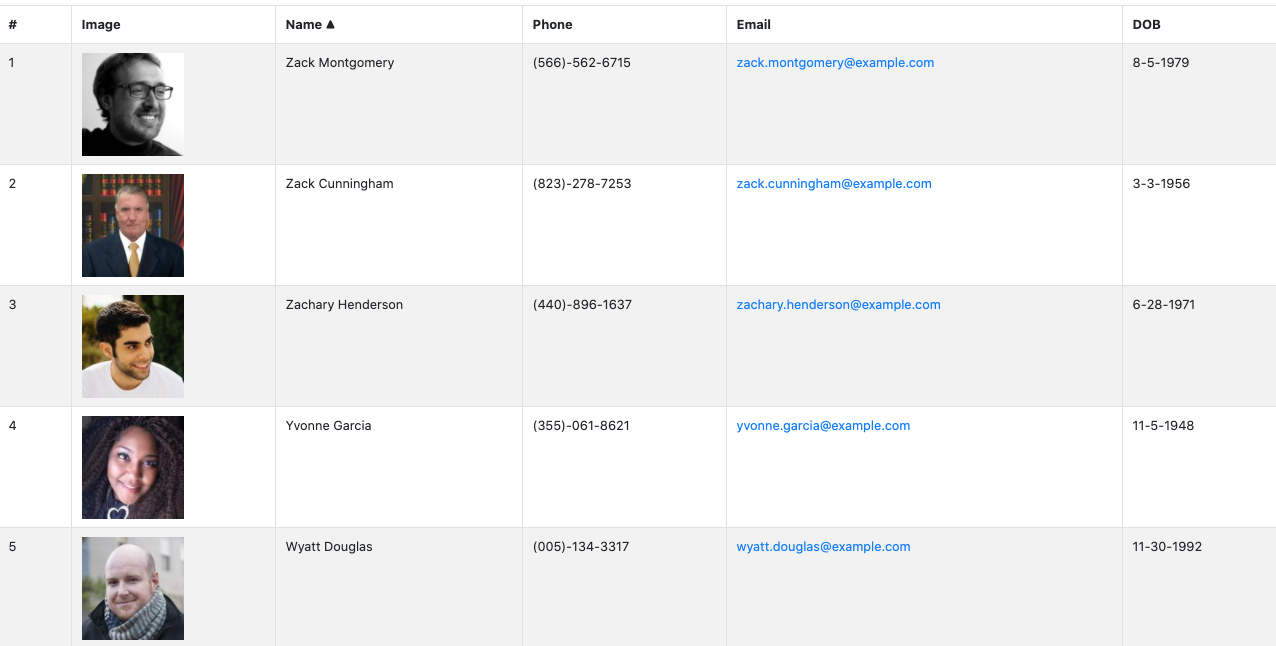 # Image Name ▲ Phone Email DOB
1 Zack Montgomery (566)-562-6715 zack.montgomery@example.com 8-5-1979
2 Zack Cunningham (823)-278-7253 zack.cunningham@example.com 3-3-1956
3 Zachary Henderson (440)-896-1637 zachary.henderson@example.com 6-28-1971
4 Yvonne Garcia (355)-061-8621 yvonne.garcia@example.com 11-5-1948
5 Wyatt Douglas (005)-134-3317 wyatt.douglas@example.com 11-30-1992